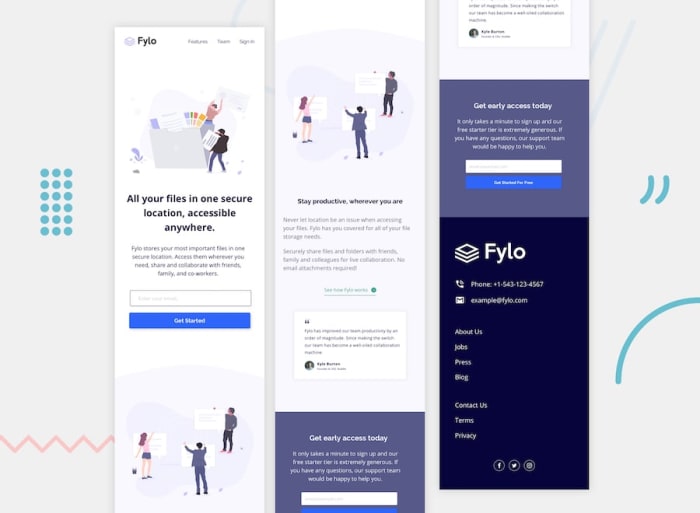 Fylo
Features Team Sign In
All your files in one secure
location, accessible
anywhere.
Fylo stores your most important files in one
secure location. Access them wherever you
need, share and collaborate with friends,
family, and co-workers.
Enter your email...
Get Started
Stay productive, wherever you are
Never let location be an issue when accessing
your files. Fylo has you covered for all of your file
storage needs.
Securely share files and folders with friends,
family and colleagues for live collaboration. No
email attachments required!
See how Fylo works
“
Fylo has improved our team productivity by an
order of magnitude. Since making the switch
our team has become a well-oiled collaboration
machine.
Kyle Burton
Founder & CEO, Huddle
Get early access today
It only takes a minute to sign up and our
free starter tier is extremely generous. If
you have any questions, our support team
would be happy to help you.
order of magnitude. Since making the switch
our team has become a well-oiled collaboration
machine.
Kyle Burton
Founder & CEO, Huddle
Get early access today
It only takes a minute to sign up and our
free starter tier is extremely generous. If
you have any questions, our support team
would be happy to help you.
email@example.com
Get Started For Free
Fylo
Phone: +1-543-123-4567
example@fylo.com
About Us
Jobs
Press
Blog
Contact Us
Terms
Privacy